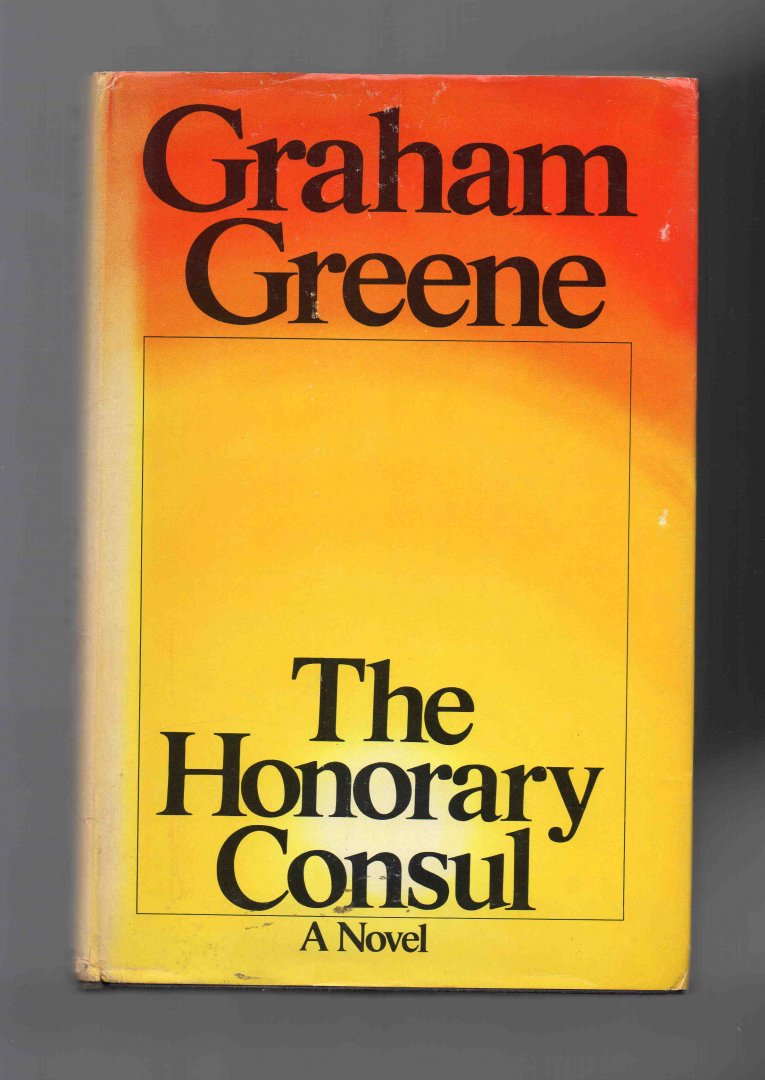 Graham
Greene
The
Honorary
Consul
A Novel